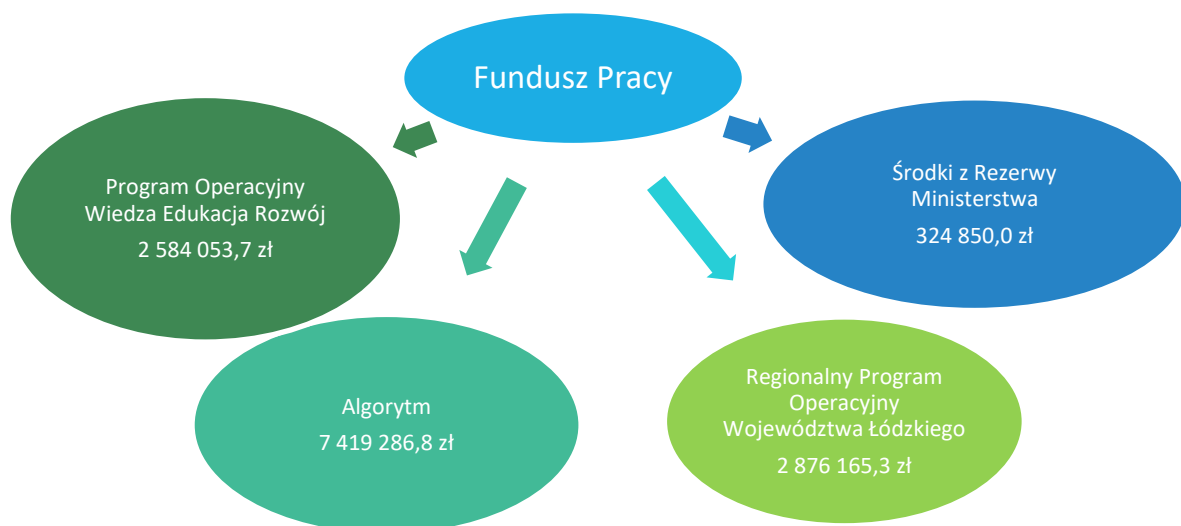 Fundusz Pracy
Program Operacyjny
Wiedza Edukacja Rozwój
2 584 053,7 zł
Środki z Rezerwy
Ministerstwa
324 850,0 zł
Algorytm
7 419 286,8 zł
Regionalny Program
Operacyjny
Województwa Łódzkiego
2 876 165,3 zł